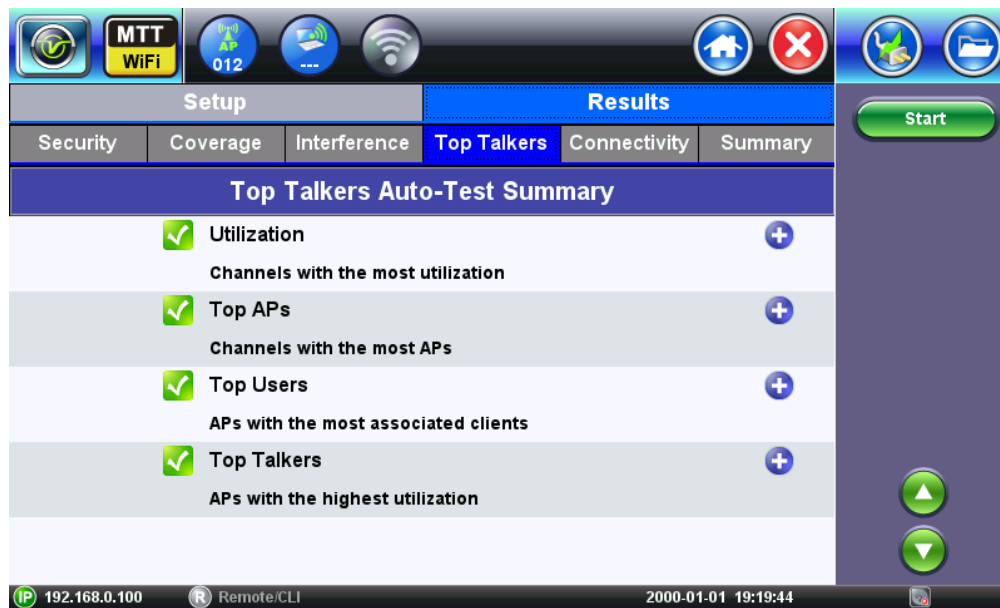 MTT
WiFi
AP
012
---
Setup
Results
Start
Security
Coverage
Interference
Top Talkers
Connectivity
Summary
Top Talkers Auto-Test Summary
Utilization
Channels with the most utilization
Top APs
Channels with the most APs
Top Users
APs with the most associated clients
Top Talkers
APs with the highest utilization
IP 192.168.0.100
R Remote/CLI
2000-01-01 19:19:44